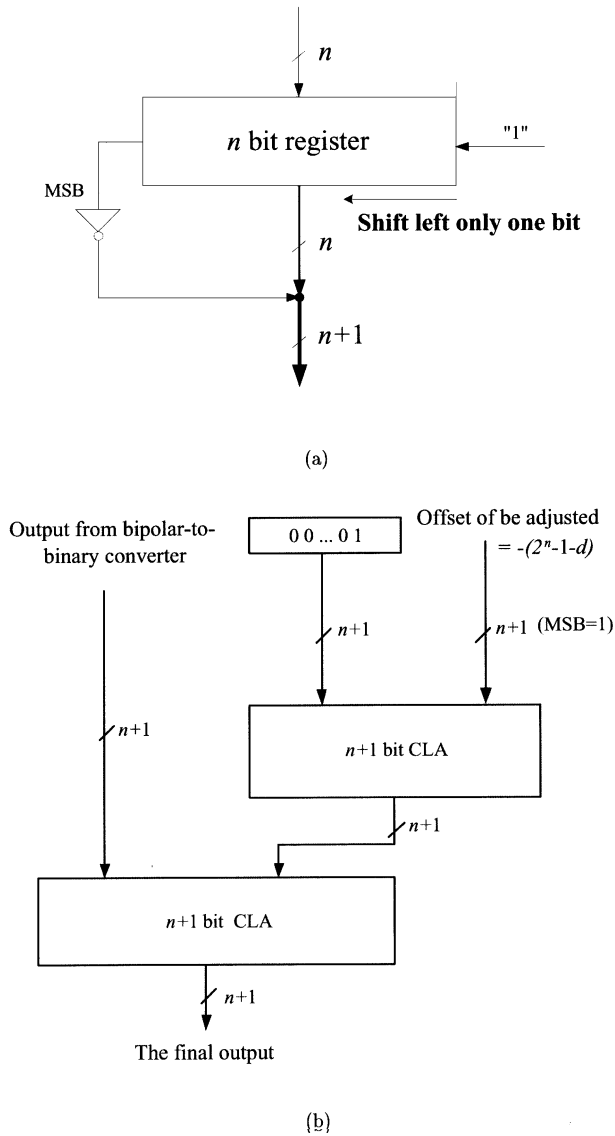 n
n bit register
"1"
MSB
Shift left only one bit
n
n+1
(a)
Output from bipolar-to-
binary converter
0 0 ... 0 1
Offset of be adjusted
= -(2ⁿ-1-d)
n+1
n+1 (MSB=1)
n+1
n+1 bit CLA
n+1
n+1 bit CLA
n+1
The final output
(b)